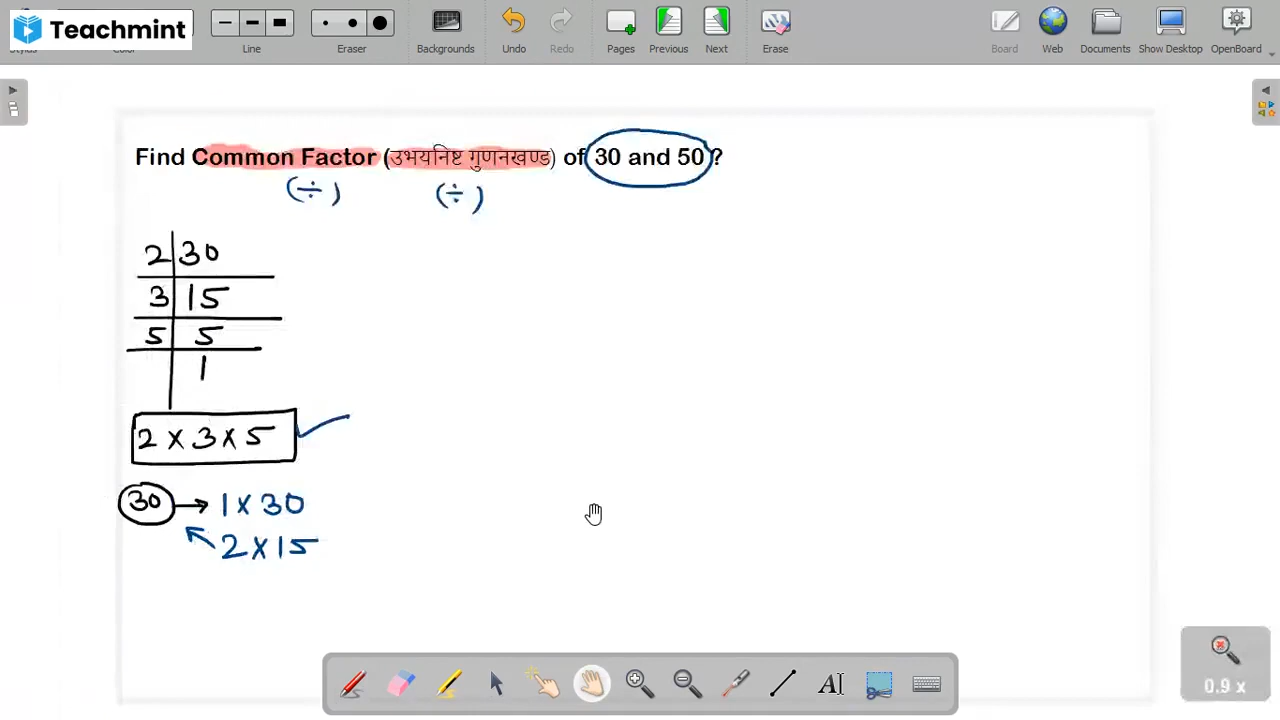 Teachmint
Line
Eraser
Backgrounds
Undo
Redo
Pages
Previous
Next
Erase
Board
Web
Documents
Show Desktop
OpenBoard
Find Common Factor (उभयनिष्ट गुणनखण्ड) of 30 and 50 ?
(÷) (÷)
2 30
3 15
5 5
1
2 x 3 x 5
30 → 1 x 30
2 x 15
0.9 x